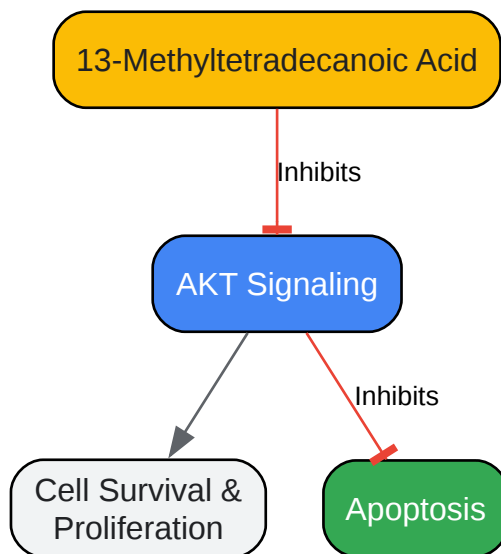 13-Methyltetradecanoic Acid
Inhibits
AKT Signaling
Inhibits
Cell Survival &
Proliferation
Apoptosis